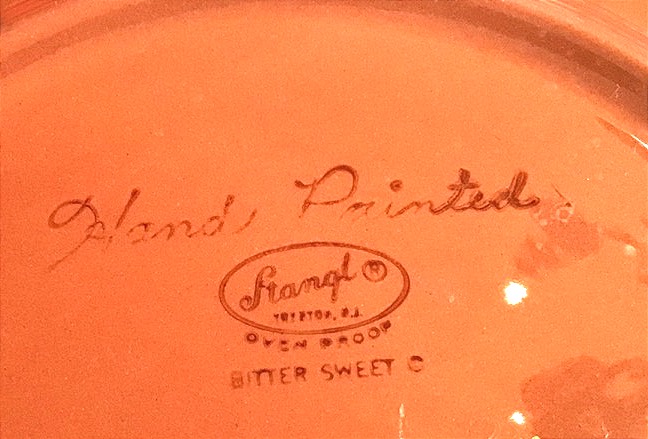 Hand Painted
Stangl ®
TRENTON, N.J.
OVEN PROOF
BITTER SWEET ©